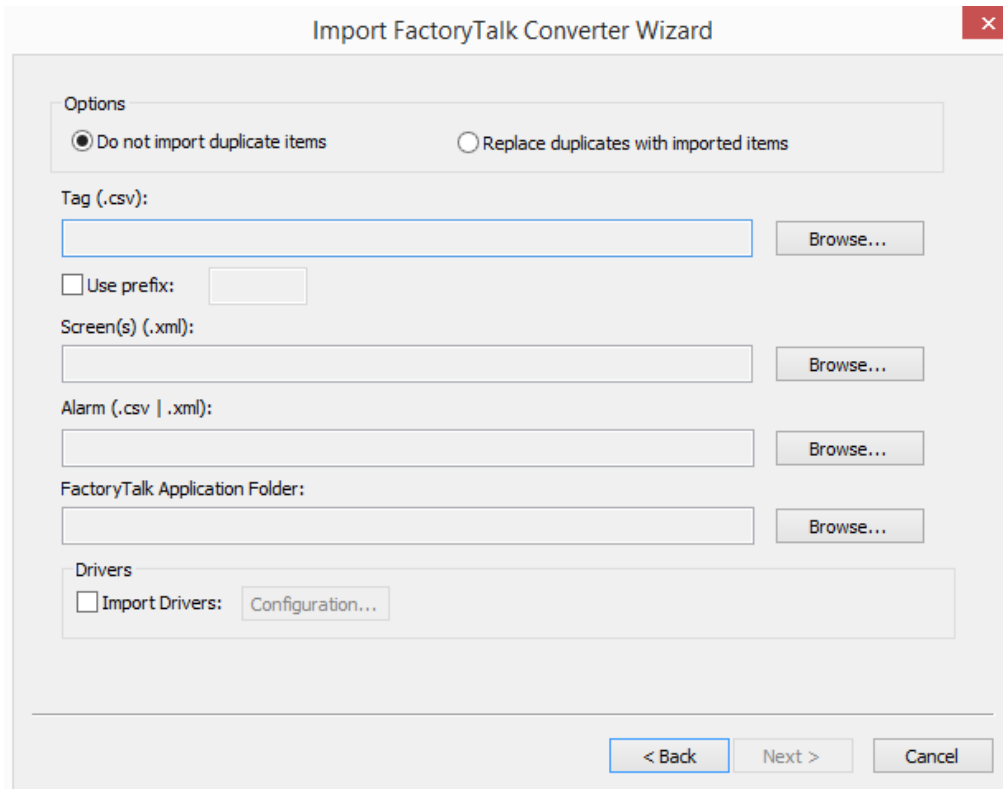 Import FactoryTalk Converter Wizard
Options
Do not import duplicate items
Replace duplicates with imported items
Tag (.csv):
Browse...
Use prefix:
Screen(s) (.xml):
Browse...
Alarm (.csv | .xml):
Browse...
FactoryTalk Application Folder:
Browse...
Drivers
Import Drivers:
Configuration...
< Back
Next >
Cancel